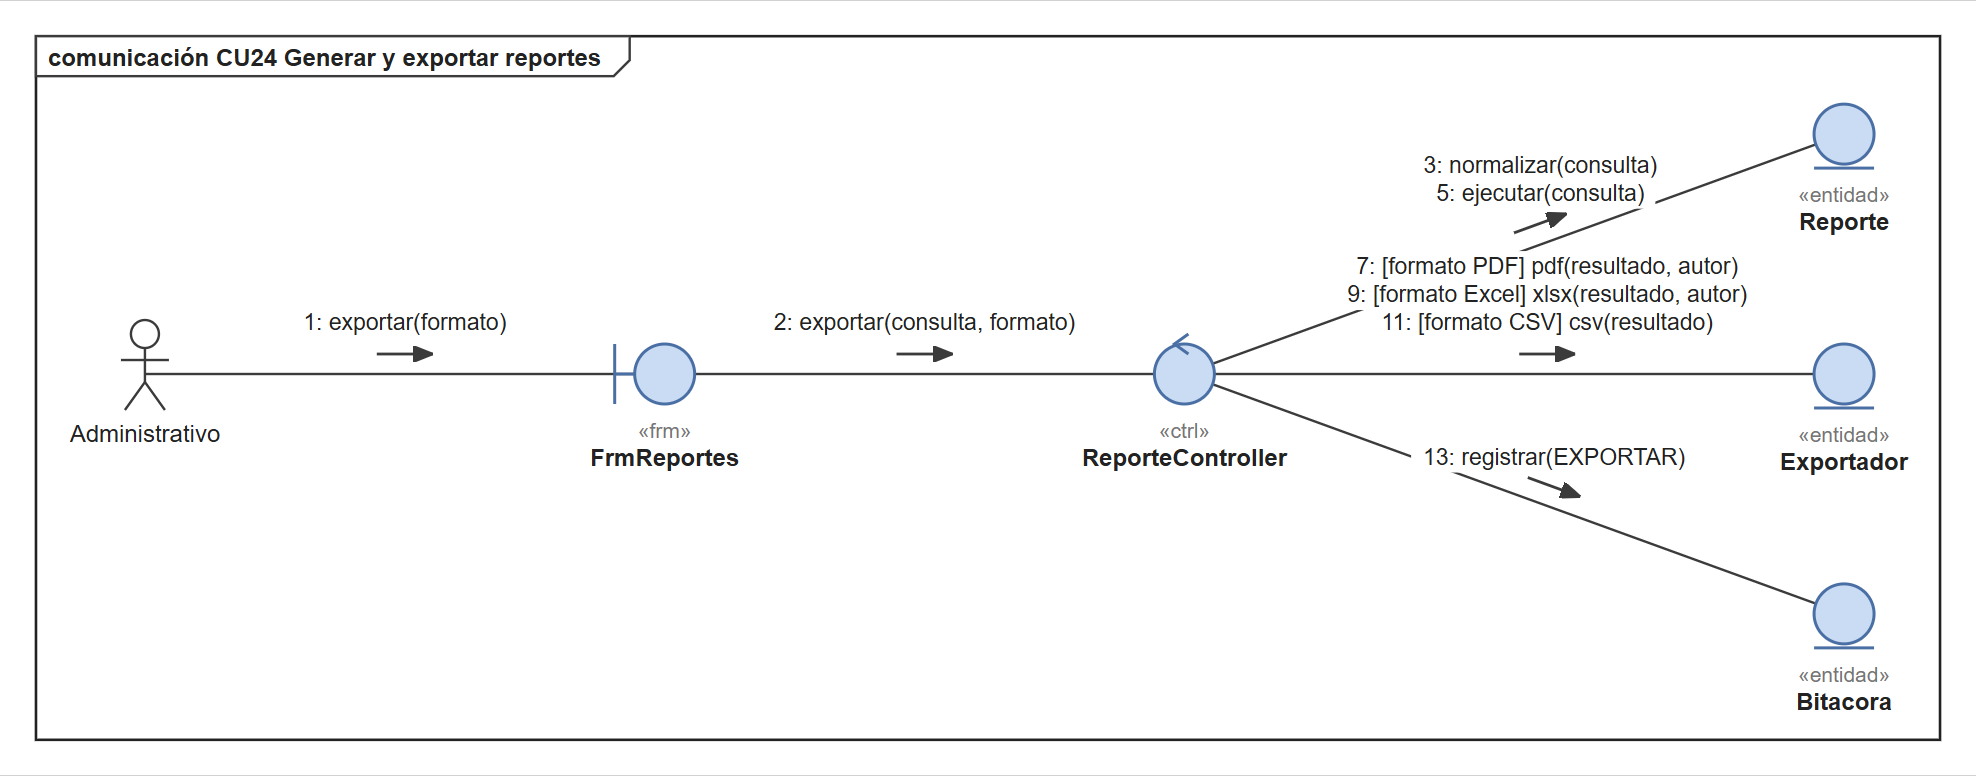 comunicación CU24 Generar y exportar reportes
3: normalizar(consulta)
5: ejecutar(consulta)
«entidad»
Reporte
7: [formato PDF] pdf(resultado, autor)
9: [formato Excel] xlsx(resultado, autor)
11: [formato CSV] csv(resultado)
1: exportar(formato)
2: exportar(consulta, formato)
Administrativo
«frm»
FrmReportes
«ctrl»
ReporteController
«entidad»
Exportador
13: registrar(EXPORTAR)
«entidad»
Bitacora